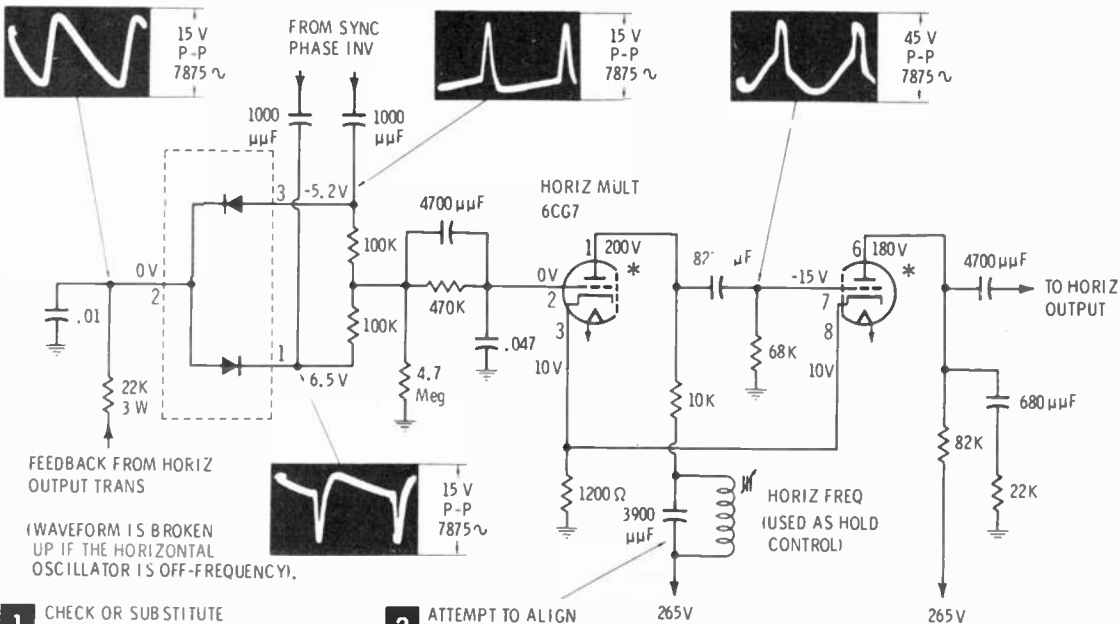 15 V
P-P
7875 ~
FROM SYNC
PHASE INV
15 V
P-P
7875 ~
45 V
P-P
7875 ~
1000
µµF
1000
µµF
3
-5.2V
HORIZ MULT
6CG7
4700 µµF
1
200V
*
82
µF
6
180V
*
4700 µµF
TO HORIZ
OUTPUT
100K
0V
2
0V
2
-15V
7
.01
470K
100K
3
8
1
6.5V
.047
10V
68K
10V
4.7
Meg
22K
3 W
10K
680 µµF
FEEDBACK FROM HORIZ
OUTPUT TRANS
82K
15 V
P-P
7875 ~
1200 Ω
3900
µµF
HORIZ FREQ
(USED AS HOLD
CONTROL)
22K
(WAVEFORM IS BROKEN
UP IF THE HORIZONTAL
OSCILLATOR IS OFF-FREQUENCY).
265V
265V
1 CHECK OR SUBSTITUTE
2 ATTEMPT TO ALIGN